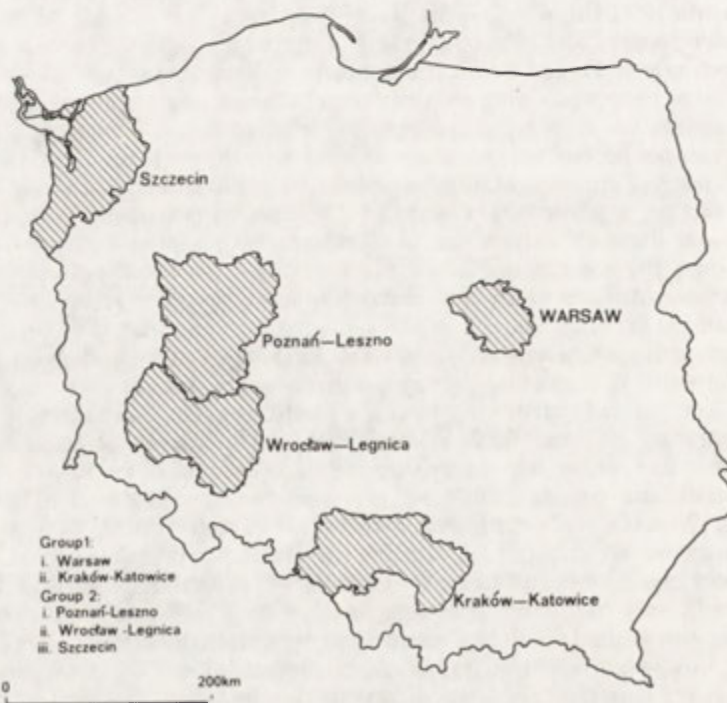 Szczecin
WARSAW
Poznań—Leszno
Wrocław—Legnica
Group1:
i. Warsaw
ii. Kraków-Katowice
Group 2:
i. Poznań-Leszno
ii. Wrocław -Legnica
iii. Szczecin
Kraków—Katowice
0 200km